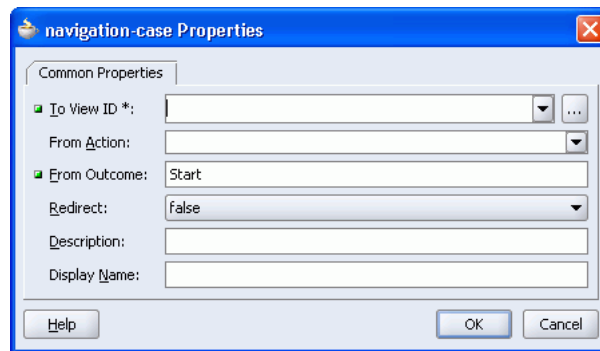 navigation-case Properties
Common Properties
To View ID *:
...
From Action:
From Outcome: Start
Redirect: false
Description:
Display Name:
Help OK Cancel